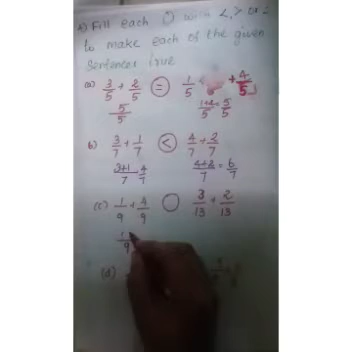 Fill each ○ with <, > or =
to make each of the given
Sentences true
(a) 3/5 + 2/5 = 1/5 + 4/5
5/5 1+4/5 = 5/5
b) 3/7 + 1/7 < 4/7 + 2/7
3+1/7 4/7 4+2/7 = 6/7
(c) 1/9 + 4/9 ○ 3/13 + 2/13
1/9
(d)